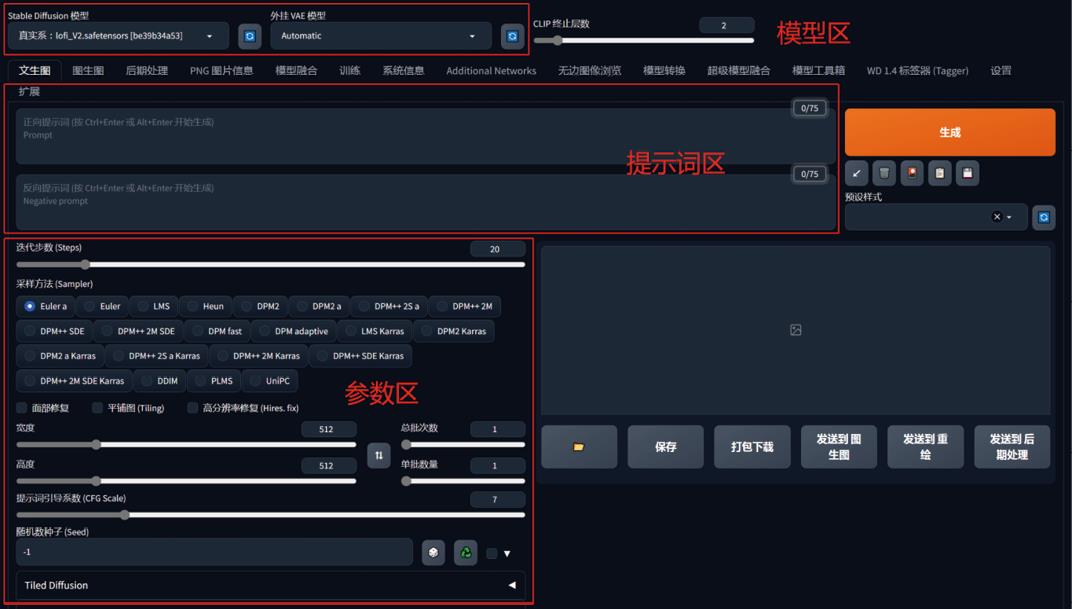 Stable Diffusion 模型
外挂 VAE 模型
CLIP 终止层数
2
真实系：lofi_V2.safetensors [be39b34a53]
Automatic
模型区
文生图 图生图 后期处理 PNG 图片信息 模型融合 训练 系统信息 Additional Networks 无边图像浏览 模型转换 超级模型融合 模型工具箱 WD 1.4 标签器 (Tagger) 设置
扩展
0/75
正向提示词 (按 Ctrl+Enter 或 Alt+Enter 开始生成)
Prompt
提示词区
生成
0/75
反向提示词 (按 Ctrl+Enter 或 Alt+Enter 开始生成)
Negative prompt
预设样式
迭代步数 (Steps)
20
采样方法 (Sampler)
Euler a Euler LMS Heun DPM2 DPM2 a DPM++ 2S a DPM++ 2M
DPM++ SDE DPM++ 2M SDE DPM fast DPM adaptive LMS Karras DPM2 Karras
DPM2 a Karras DPM++ 2S a Karras DPM++ 2M Karras DPM++ SDE Karras
DPM++ 2M SDE Karras DDIM PLMS UniPC
参数区
面部修复 平铺图 (Tiling) 高分辨率修复 (Hires. fix)
宽度
512
总批次数
1
高度
512
单批数量
1
提示词引导系数 (CFG Scale)
7
随机数种子 (Seed)
-1
Tiled Diffusion
保存
打包下载
发送到 图
生图
发送到 重
绘
发送到 后
期处理